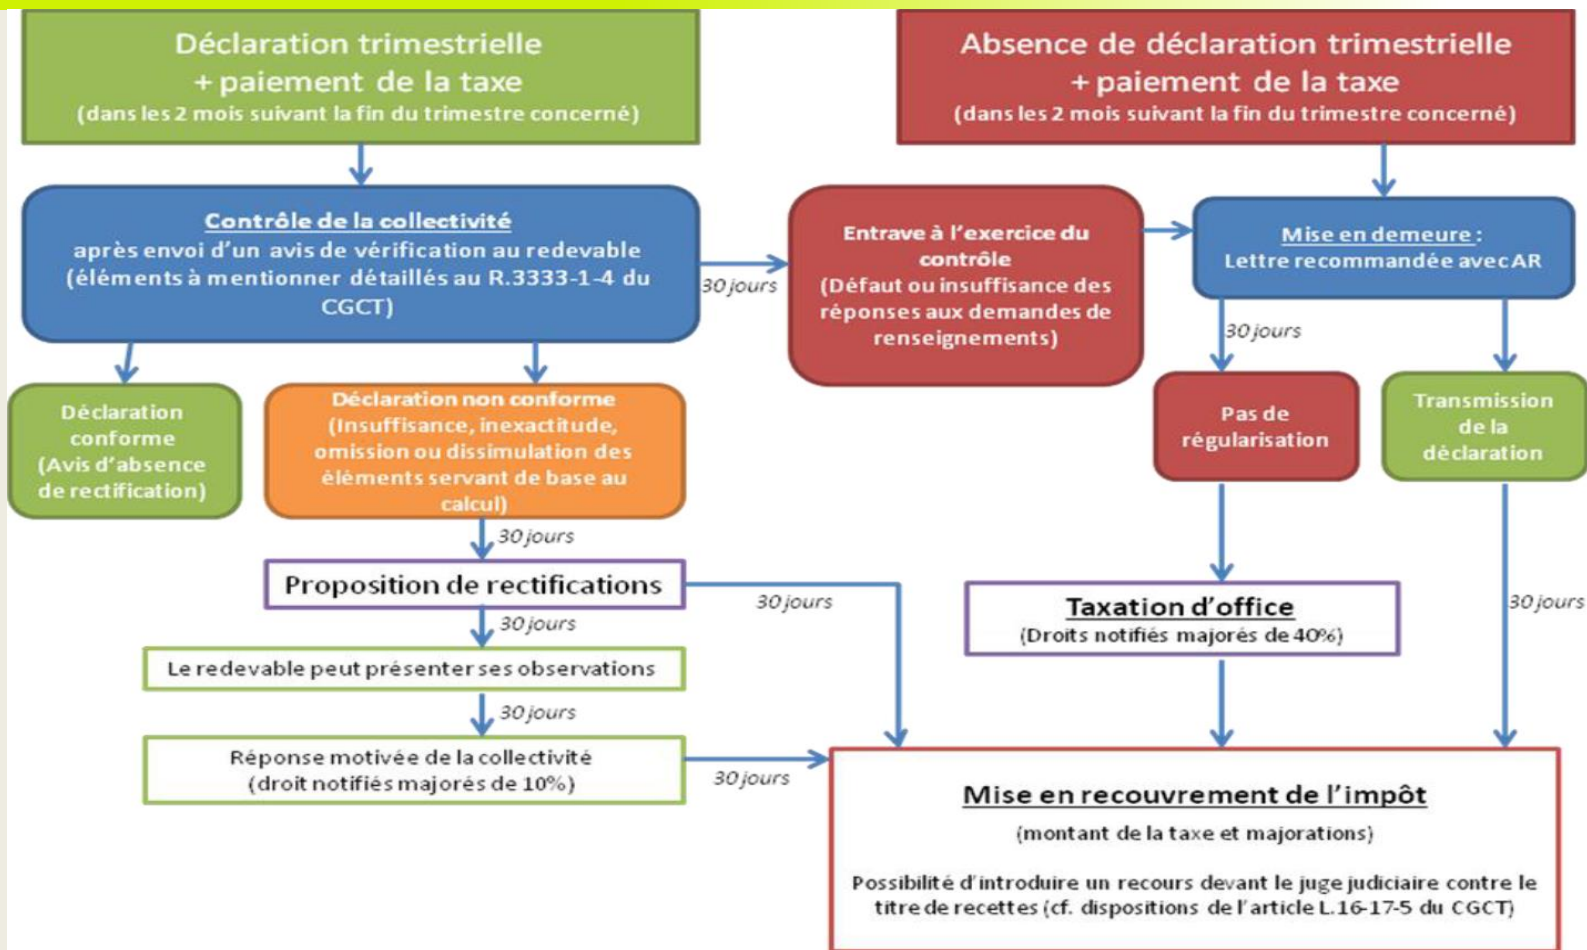 Déclaration trimestrielle
+ paiement de la taxe
(dans les 2 mois suivant la fin du trimestre concerné)
Absence de déclaration trimestrielle
+ paiement de la taxe
(dans les 2 mois suivant la fin du trimestre concerné)
Contrôle de la collectivité
après envoi d'un avis de vérification au redevable
(éléments à mentionner détaillés au R.3333-1-4 du
CGCT)
30 jours
Entrave à l'exercice du
contrôle
(Défaut ou insuffisance des
réponses aux demandes de
renseignements)
Mise en demeure :
Lettre recommandée avec AR
30 jours
Déclaration
conforme
(Avis d'absence
de rectification)
Déclaration non conforme
(Insuffisance, inexactitude,
omission ou dissimulation des
éléments servant de base au
calcul)
Pas de
régularisation
Transmission
de la
déclaration
30 jours
Proposition de rectifications
30 jours
Taxation d'office
(Droits notifiés majorés de 40%)
30 jours
30 jours
Le redevable peut présenter ses observations
30 jours
Réponse motivée de la collectivité
(droit notifiés majorés de 10%)
30 jours
Mise en recouvrement de l'impôt
(montant de la taxe et majorations)
Possibilité d'introduire un recours devant le juge judiciaire contre le
titre de recettes (cf. dispositions de l'article L.16-17-5 du CGCT)